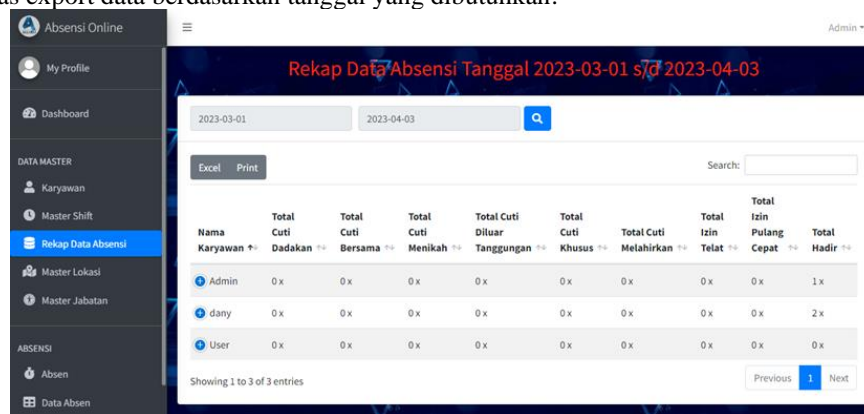 as export data berdasarkan tanggal yang dibutuhkan.
Absensi Online
Admin
My Profile
Rekap Data Absensi Tanggal 2023-03-01 s/d 2023-04-03
Dashboard
2023-03-01
2023-04-03
DATA MASTER
Excel Print
Search:
Karyawan
Master Shift
Rekap Data Absensi
Master Lokasi
Master Jabatan
ABSENSI
Absen
Data Absen
Nama Karyawan Total Cuti Dadakan Total Cuti Bersama Total Cuti Menikah Total Cuti Diluar Tanggungan Total Cuti Khusus Total Cuti Melahirkan Total Izin Telat Total Izin Pulang Cepat Total Hadir
Admin 0 x 0 x 0 x 0 x 0 x 0 x 0 x 0 x 1 x
dany 0 x 0 x 0 x 0 x 0 x 0 x 0 x 0 x 2 x
User 0 x 0 x 0 x 0 x 0 x 0 x 0 x 0 x 0 x
Showing 1 to 3 of 3 entries
Previous 1 Next